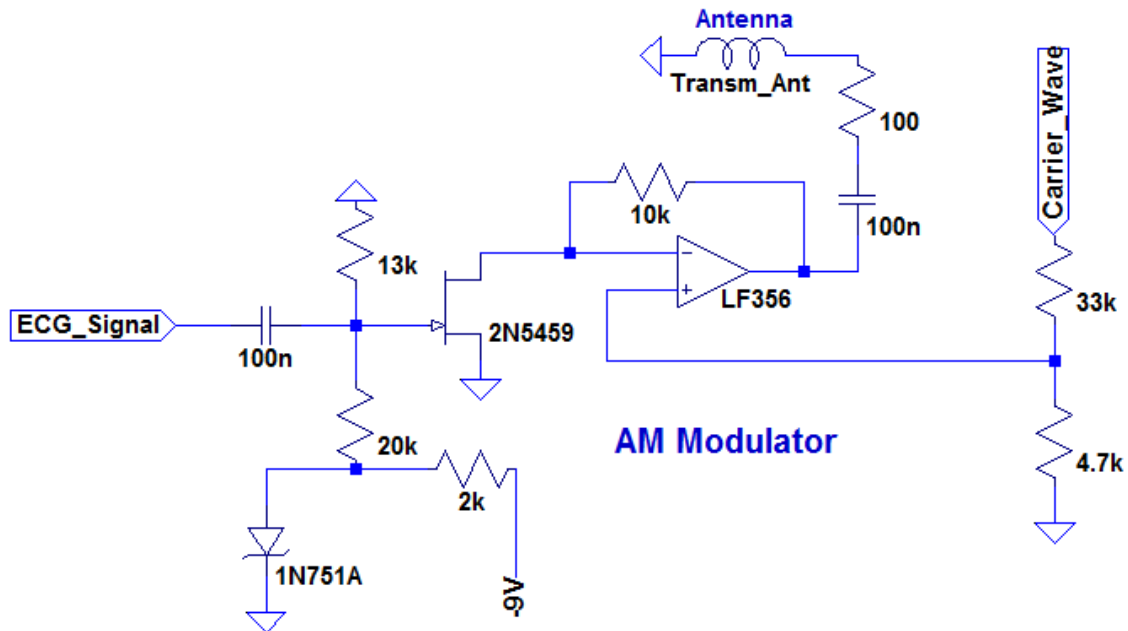 Antenna
Transm_Ant
100
100n
Carrier_Wave
10k
13k
LF356
33k
ECG_Signal
100n
2N5459
20k
AM Modulator
4.7k
2k
1N751A
-9V